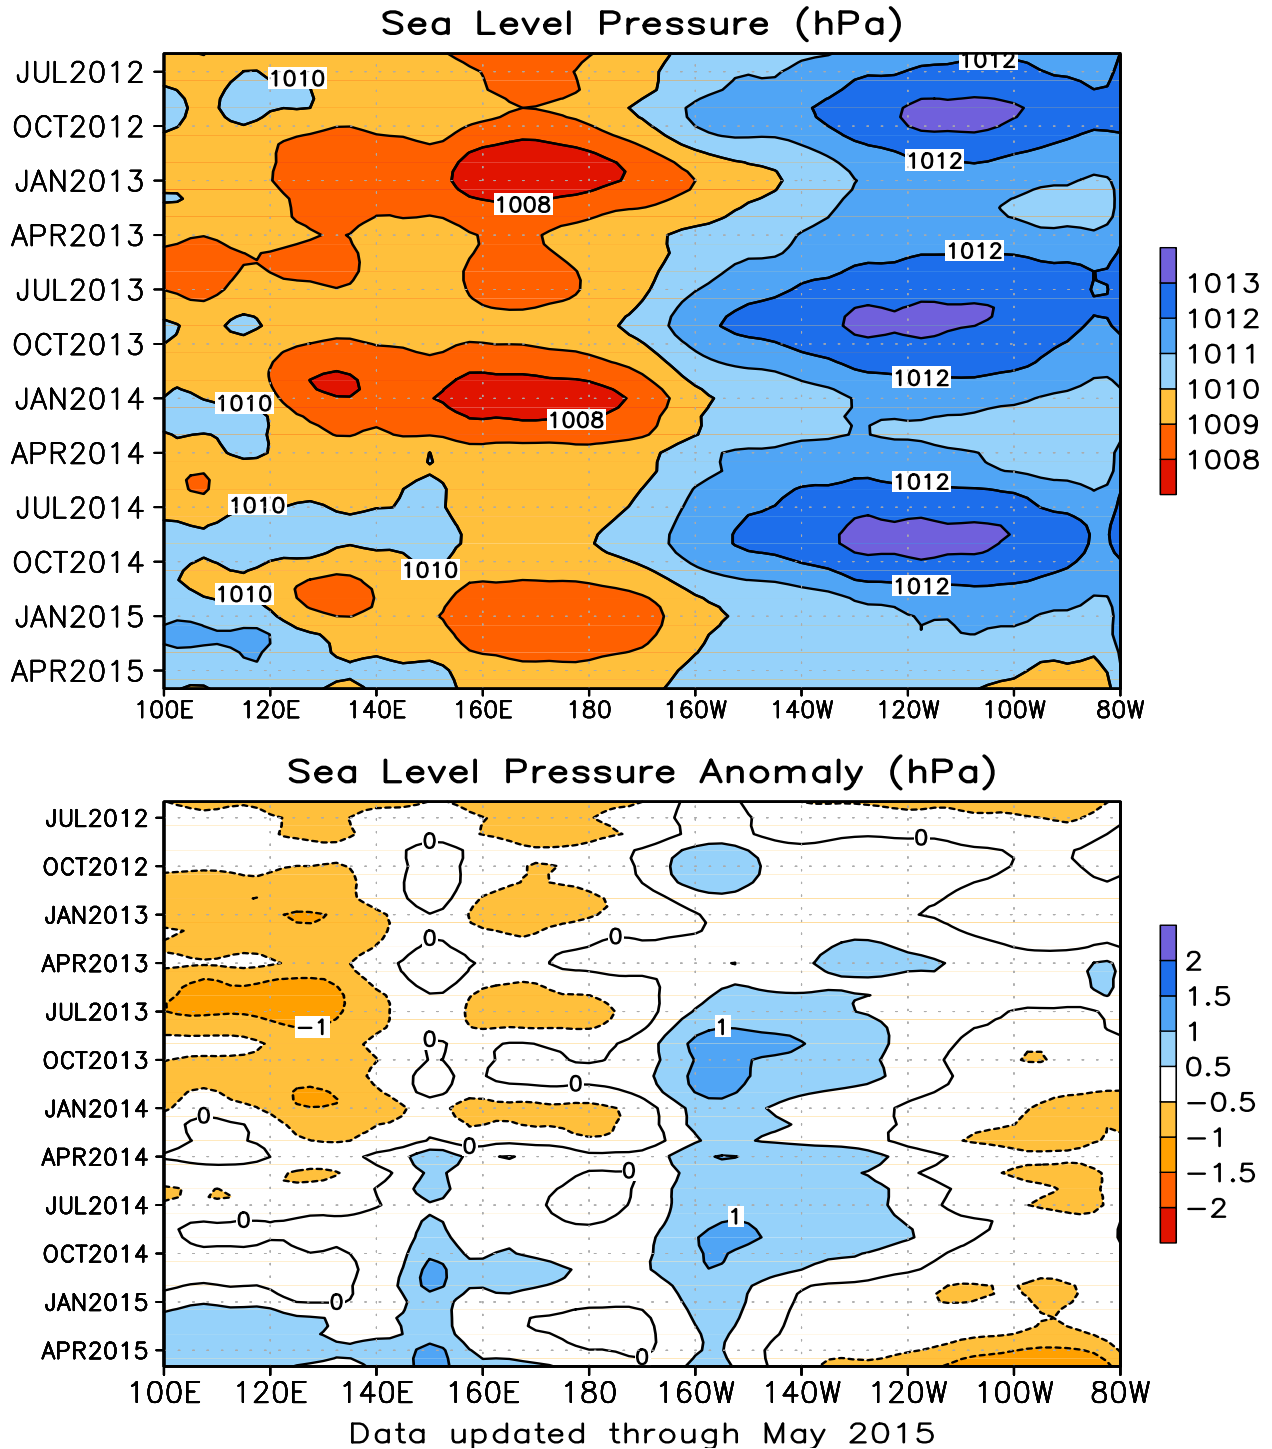 Sea Level Pressure (hPa)
JUL2012
OCT2012
JAN2013
APR2013
JUL2013
OCT2013
JAN2014
APR2014
JUL2014
OCT2014
JAN2015
APR2015
1012
1010
1012
1008
1012
1012
1010
1008
1012
1010
1010
1012
1010
100E 120E 140E 160E 180 160W 140W 120W 100W 80W
1013
1012
1011
1010
1009
1008
Sea Level Pressure Anomaly (hPa)
JUL2012
OCT2012
JAN2013
APR2013
JUL2013
OCT2013
JAN2014
APR2014
JUL2014
OCT2014
JAN2015
APR2015
0
0
0
0
-1
1
0
0
0
0
0
1
0
0
0
100E 120E 140E 160E 180 160W 140W 120W 100W 80W
2
1.5
1
0.5
-0.5
-1
-1.5
-2
Data updated through May 2015